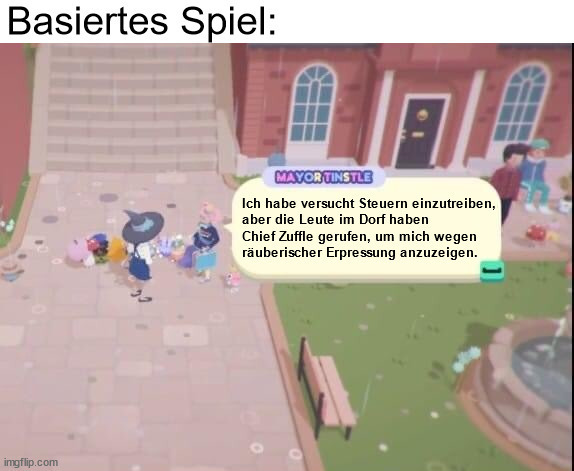 Basiertes Spiel:
MAYOR TINSTLE
Ich habe versucht Steuern einzutreiben,
aber die Leute im Dorf haben
Chief Zuffle gerufen, um mich wegen
räuberischer Erpressung anzuzeigen.
imgflip.com